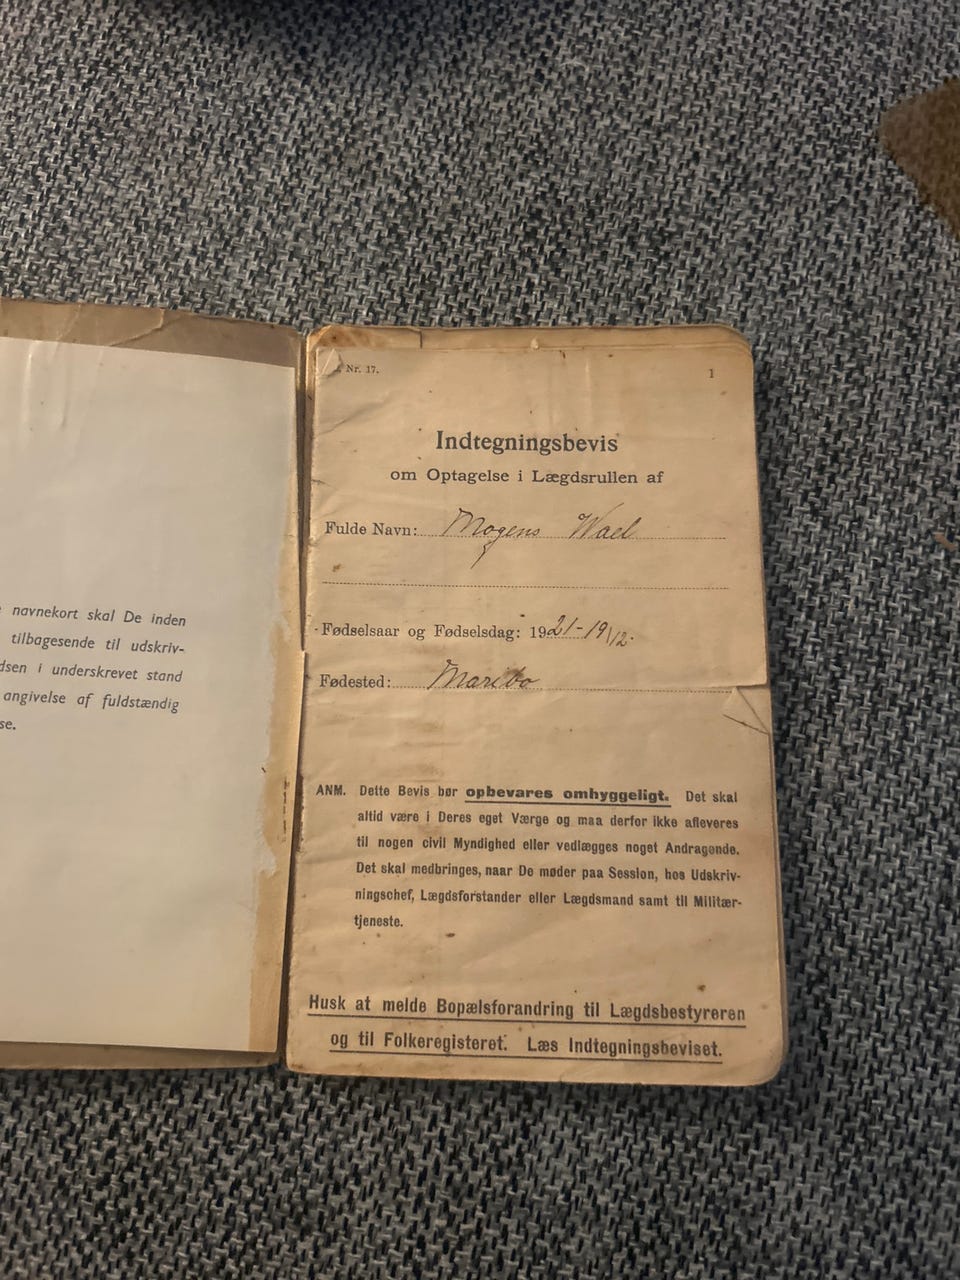 navnekort skal De inden
tilbagesende til udskriv-
i underskrevet stand
angivelse af fuldstændig
Nr. 17.
1
Indtegningsbevis
om Optagelse i Lægdsrullen af
Fulde Navn: Mogens Wael
Fødselsaar og Fødselsdag: 1921-19/12.
Fødested: Maribo
ANM. Dette Bevis bør opbevares omhyggeligt. Det skal
altid være i Deres eget Værge og maa derfor ikke afleveres
til nogen civil Myndighed eller vedlægges noget Andragende.
Det skal medbringes, naar De møder paa Session, hos Udskriv-
ningschef, Lægdsforstander eller Lægdsmand samt til Militær-
tjeneste.
Husk at melde Bopælsforandring til Lægdsbestyreren
og til Folkeregisteret. Læs Indtegningsbeviset.